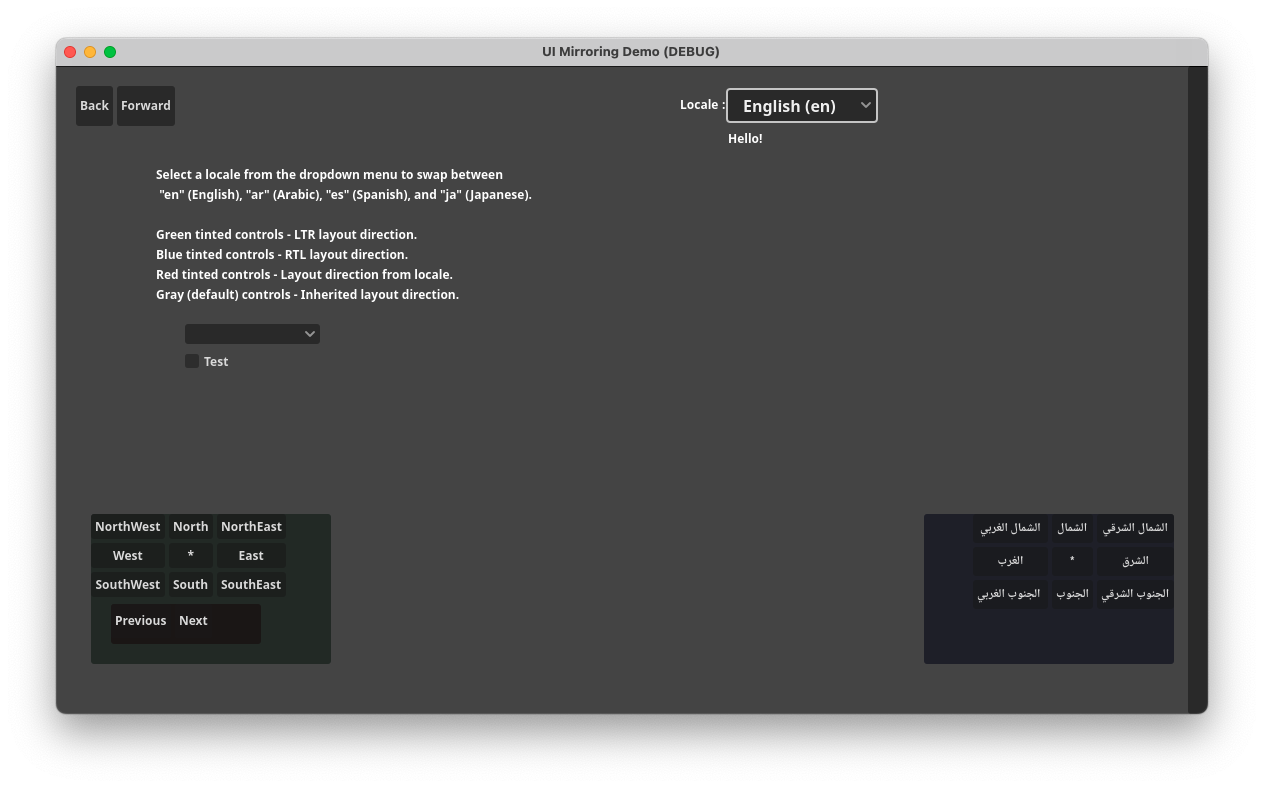 UI Mirroring Demo (DEBUG)
Back Forward
Locale : English (en)
Hello!
Select a locale from the dropdown menu to swap between
"en" (English), "ar" (Arabic), "es" (Spanish), and "ja" (Japanese).
Green tinted controls - LTR layout direction.
Blue tinted controls - RTL layout direction.
Red tinted controls - Layout direction from locale.
Gray (default) controls - Inherited layout direction.
Test
NorthWest North NorthEast
West * East
SouthWest South SouthEast
Previous Next
الشمال الشرقي الشمال الشمال الغربي
الشرق * الغرب
الجنوب الشرقي الجنوب الجنوب الغربي